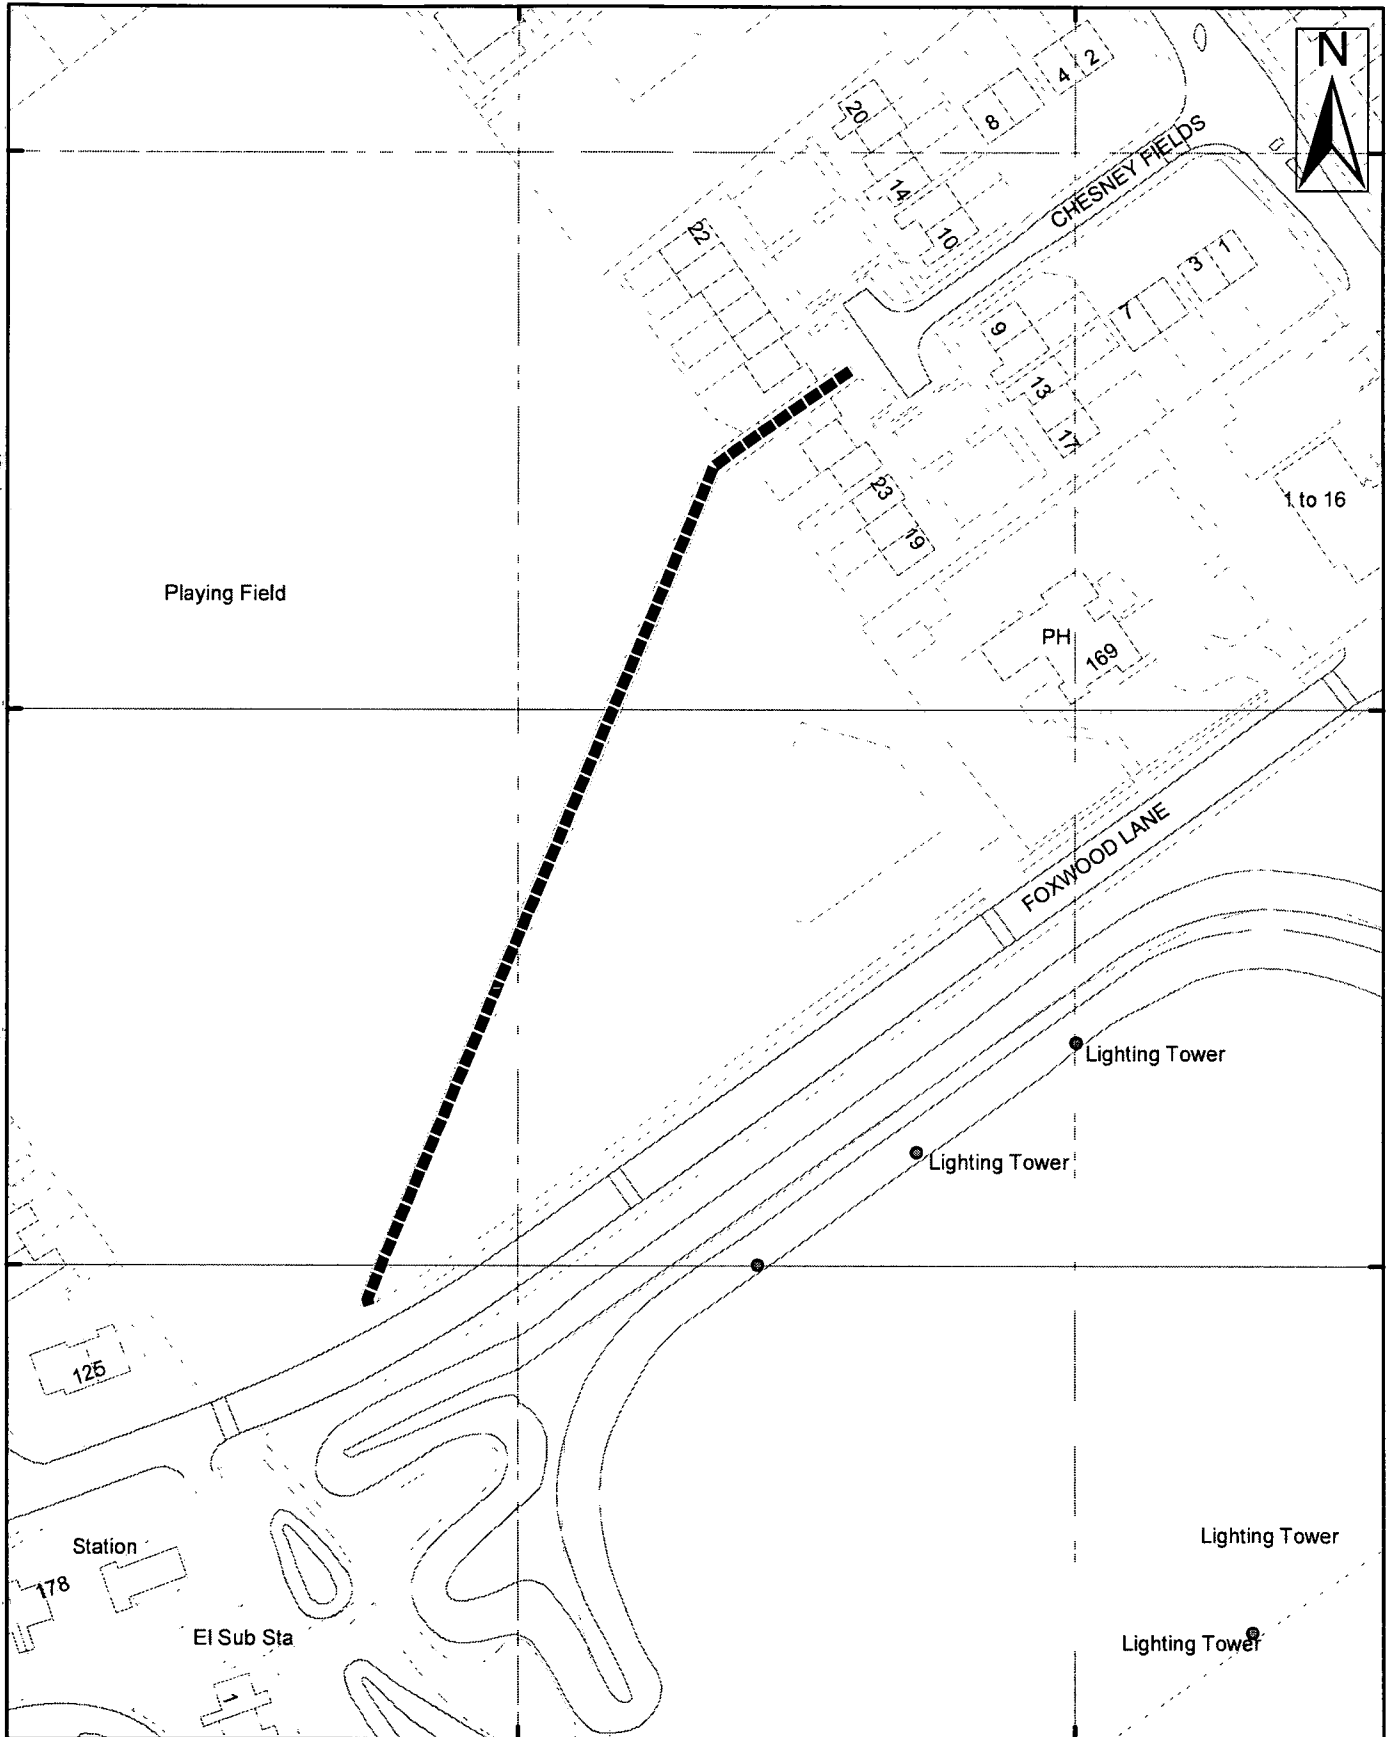 N
2
4
8
20
14
10
CHESNEY FIELDS
22
1
3
7
9
13
17
23
19
1 to 16
Playing Field
PH
169
FOXWOOD LANE
Lighting Tower
Lighting Tower
125
Station
178
El Sub Sta
1
Lighting Tower
Lighting Tower